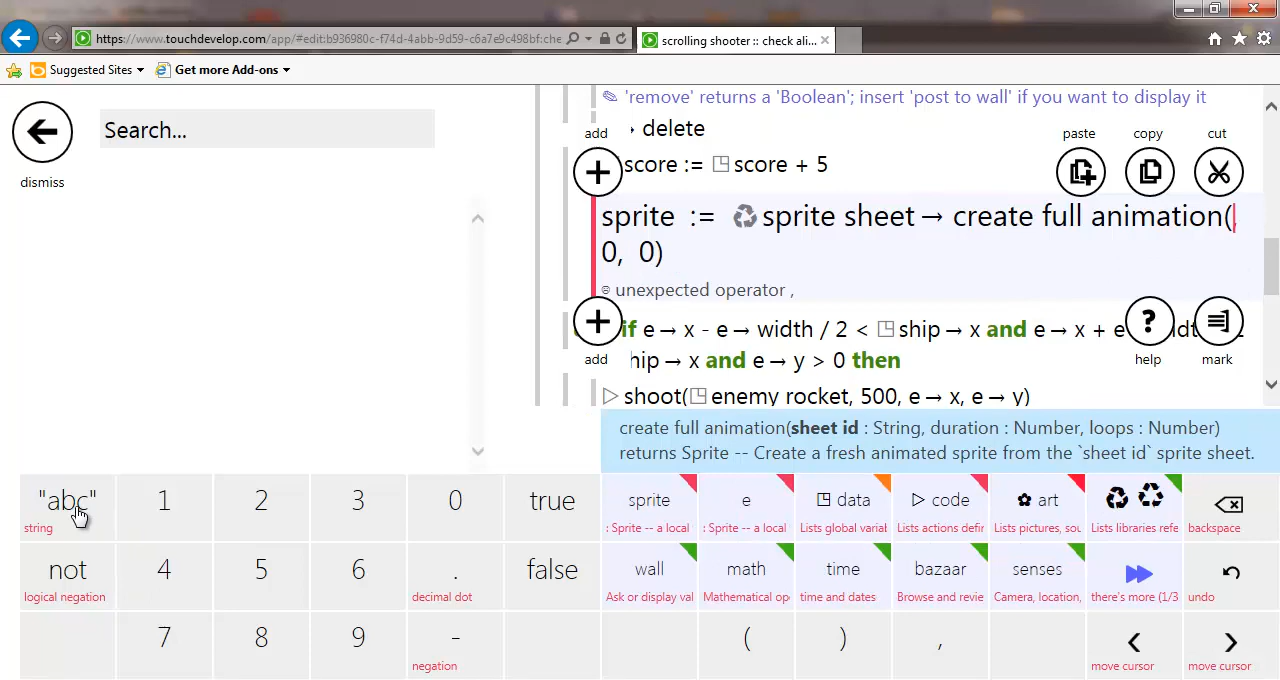 https://www.touchdevelop.com/app/#edit:b936980c-f74d-4abb-9d59-c6a7e9c498bf:che
scrolling shooter :: check ali...
Suggested Sites
Get more Add-ons
Search...
dismiss
'remove' returns a 'Boolean'; insert 'post to wall' if you want to display it
add
delete
paste
copy
cut
score := score + 5
sprite := sprite sheet → create full animation(,
0, 0)
unexpected operator ,
if e → x - e → width / 2 < ship → x and e → x + e
add
ship → x and e → y > 0 then
help
mark
shoot(enemy rocket, 500, e → x, e → y)
create full animation(sheet id : String, duration : Number, loops : Number)
returns Sprite -- Create a fresh animated sprite from the `sheet id` sprite sheet.
"abc"
string
1
2
3
0
true
sprite
: Sprite -- a local
e
: Sprite -- a local
data
Lists global variab
code
Lists actions defin
art
Lists pictures, sou
Lists libraries refe
backspace
not
logical negation
4
5
6
.
decimal dot
false
wall
Ask or display val
math
Mathematical op
time
time and dates
bazaar
Browse and revie
senses
Camera, location,
there's more (1/3
undo
7
8
9
-
negation
(
)
,
move cursor
move cursor